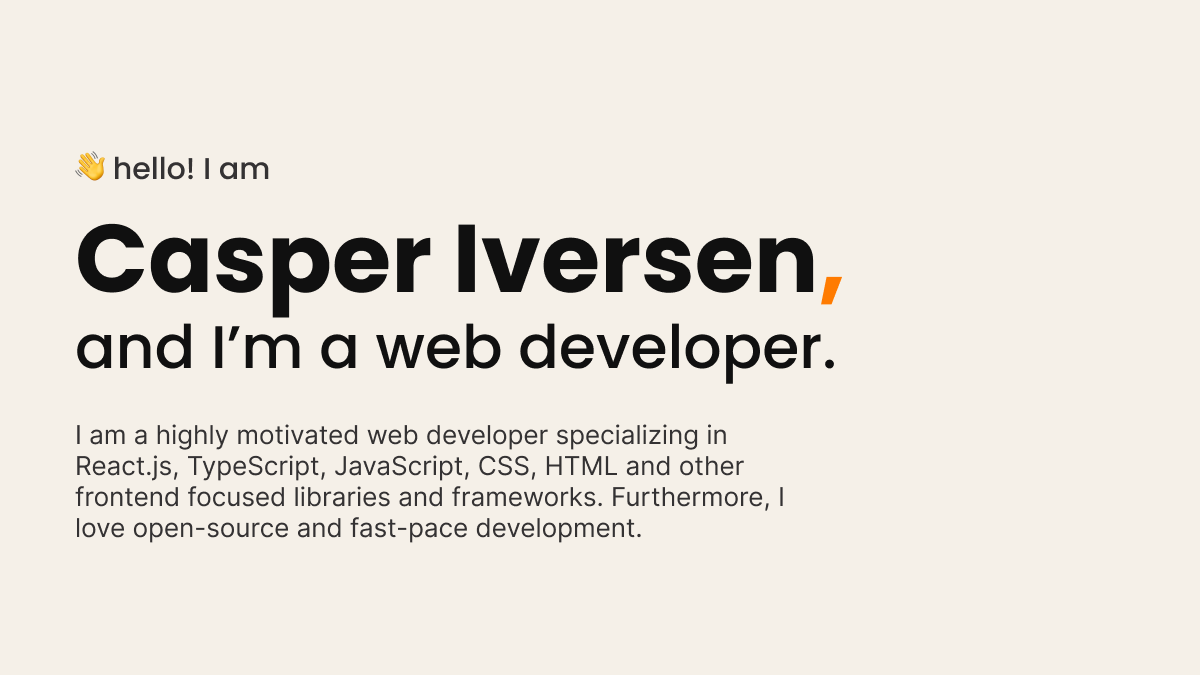 👋 hello! I am
Casper Iversen,
and I’m a web developer.
I am a highly motivated web developer specializing in
React.js, TypeScript, JavaScript, CSS, HTML and other
frontend focused libraries and frameworks. Furthermore, I
love open-source and fast-pace development.